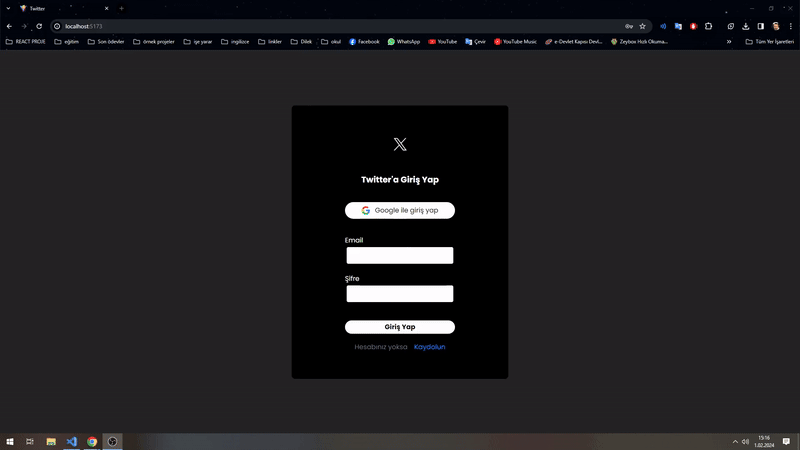 Twitter
localhost:5173
REACT PROJE eğitim Son ödevler örnek projeler işe yarar ingilizce linkler Dilek okul Facebook WhatsApp YouTube Çevir YouTube Music e-Devlet Kapısı Devl... Zeybox Hızlı Okuma... » Tüm Yer İşaretleri
Twitter'a Giriş Yap
Google ile giriş yap
Email
Şifre
Giriş Yap
Hesabınız yoksa Kaydolun
15:16
1.02.2024